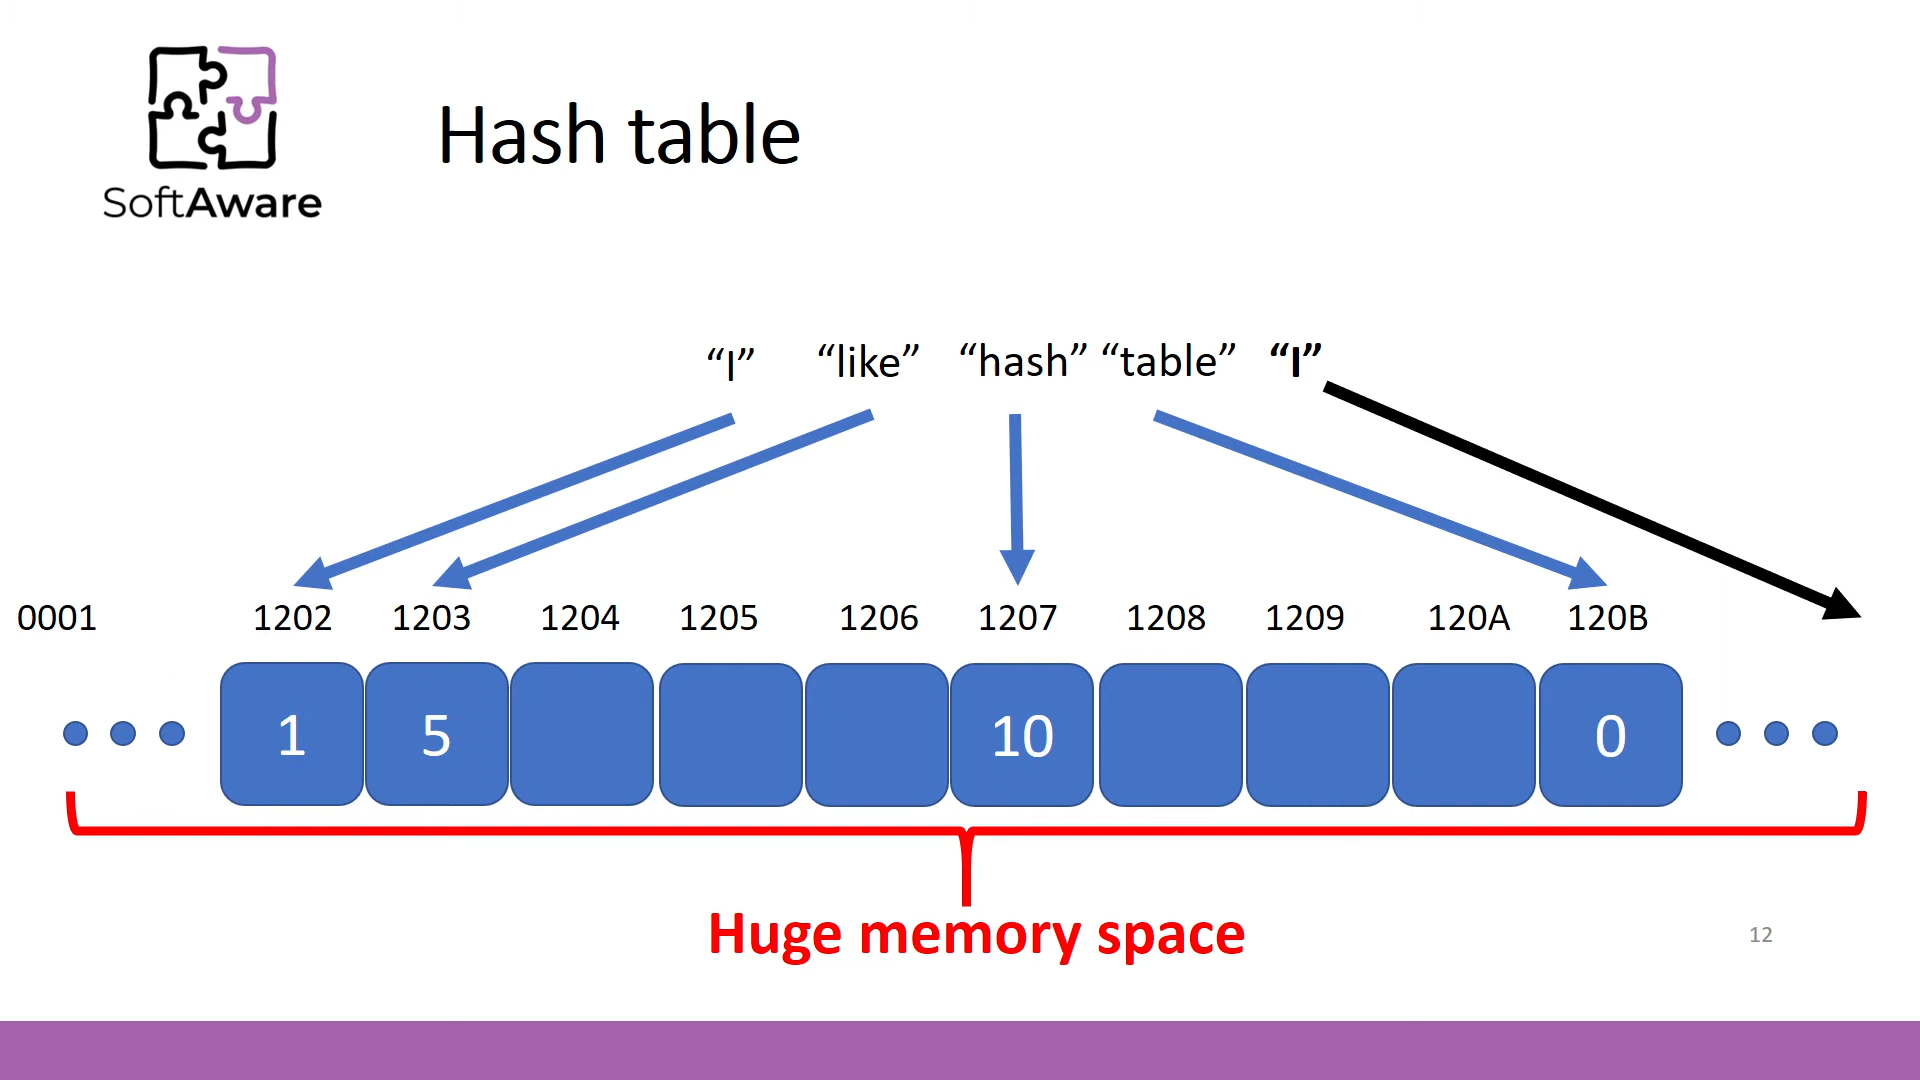 SoftAware
Hash table
“I” “like” “hash” “table” “I”
0001 1202 1203 1204 1205 1206 1207 1208 1209 120A 120B
1 5 10 0
Huge memory space
12